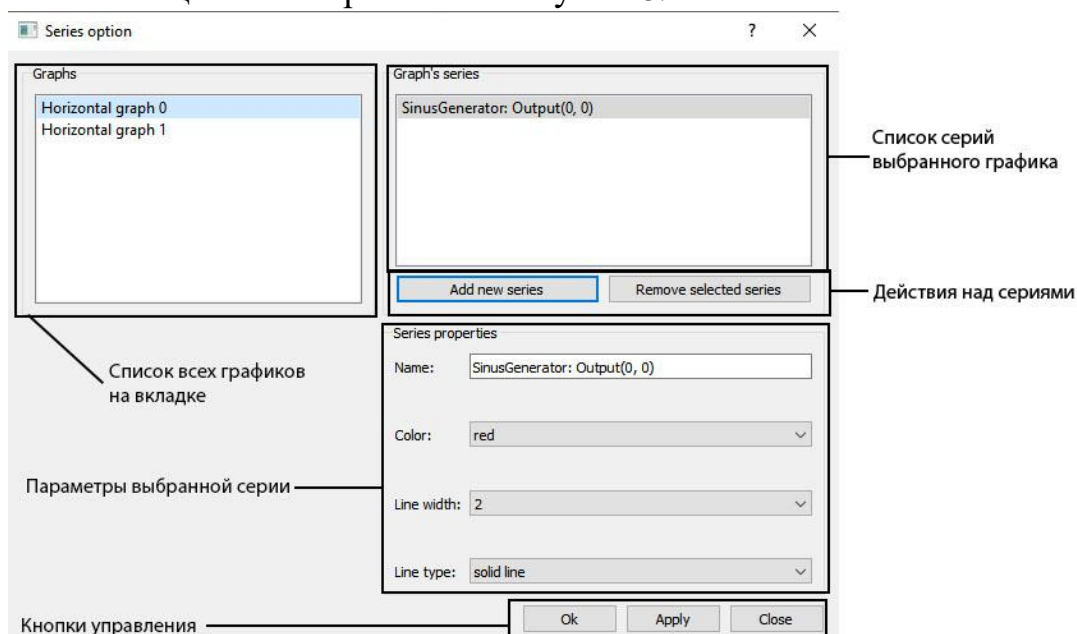 Series option
? ×
Graphs
Horizontal graph 0
Horizontal graph 1
Graph's series
SinusGenerator: Output(0, 0)
Список серий
выбранного графика
Add new series
Remove selected series
Действия над сериями
Список всех графиков
на вкладке
Series properties
Name:
SinusGenerator: Output(0, 0)
Color:
red
Параметры выбранной серии
Line width:
2
Line type:
solid line
Кнопки управления
Ok
Apply
Close